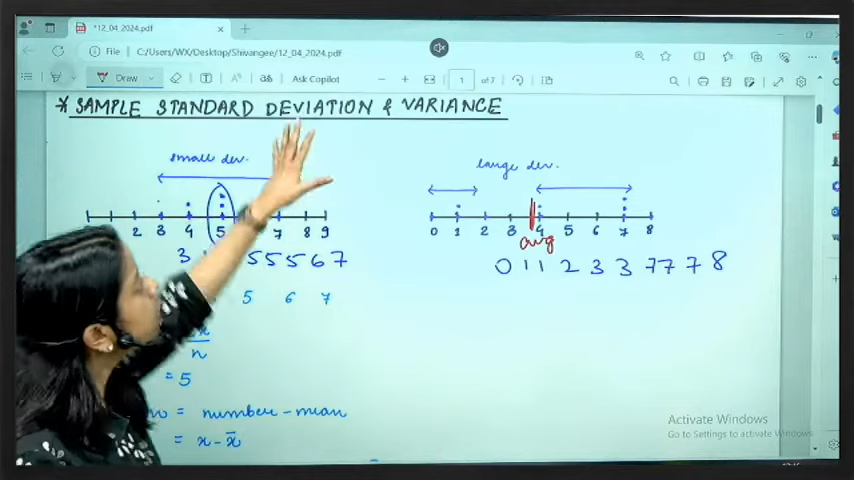 *12_04_2024.pdf
File C:/Users/WX/Desktop/Shivangee/12_04_2024.pdf
Draw Ask Copilot 1 of 7
* SAMPLE STANDARD DEVIATION & VARIANCE
small dev.
large dev.
2 3 4 5 7 8 9
0 1 2 3 4 5 6 7 8
avg
3 5 5 5 6 7
0 1 1 2 3 3 7 7 7 8
5 6 7
n
= 5
= number - mean
= x - x̄
Activate Windows
Go to Settings to activate Windows